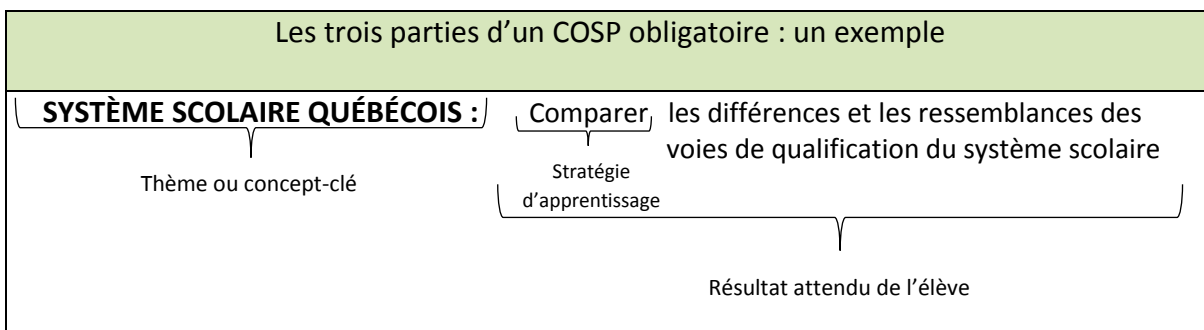 Les trois parties d’un COSP obligatoire : un exemple
SYSTÈME SCOLAIRE QUÉBÉCOIS : Comparer les différences et les ressemblances des
voies de qualification du système scolaire
Thème ou concept-clé
Stratégie
d’apprentissage
Résultat attendu de l’élève